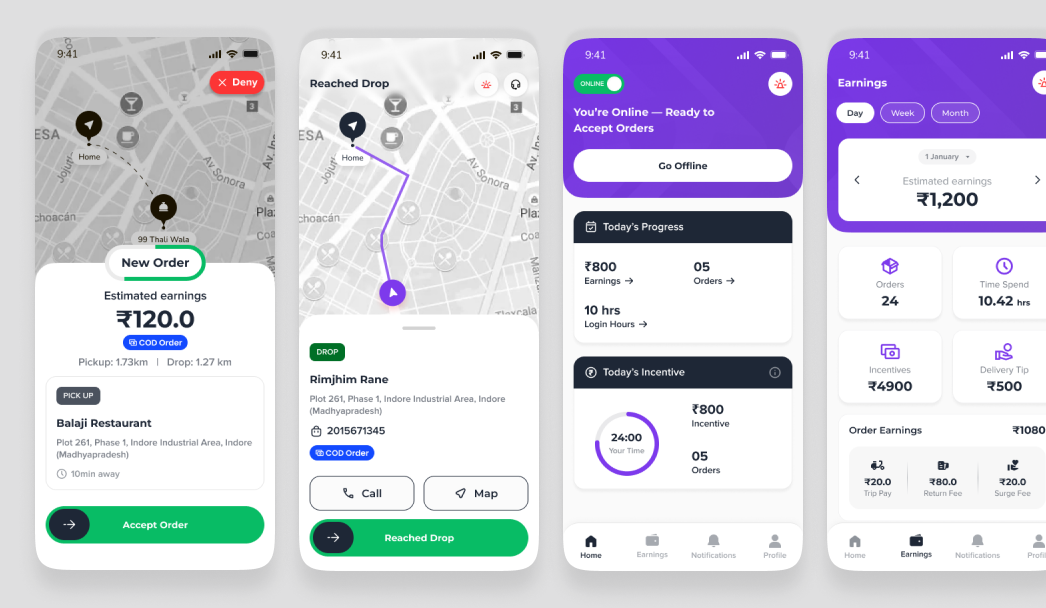 9:41
Deny
3
ESA
Home
Jojutla
Av. Sonora
choacán
99 Thali Wala
New Order
Estimated earnings
₹120.0
COD Order
Pickup: 1.73km | Drop: 1.27 km
PICK UP
Balaji Restaurant
Plot 261, Phase 1, Indore Industrial Area, Indore
(Madhyapradesh)
10min away
Accept Order
9:41
Reached Drop
3
ESA
Home
Av. Sonora
choacán
Tlaxcala
DROP
Rimjhim Rane
Plot 261, Phase 1, Indore Industrial Area, Indore
(Madhyapradesh)
2015671345
COD Order
Call
Map
Reached Drop
9:41
ONLINE
You're Online — Ready to
Accept Orders
Go Offline
Today's Progress
₹800
05
Earnings →
Orders →
10 hrs
Login Hours →
Today's Incentive
24:00
Your Time
₹800
Incentive
05
Orders
Home
Earnings
Notifications
Profile
9:41
Earnings
Day
Week
Month
1 January
Estimated earnings
₹1,200
Orders
24
Time Spend
10.42 hrs
Incentives
₹4900
Delivery Tip
₹500
Order Earnings
₹1080
₹20.0
Trip Pay
₹80.0
Return Fee
₹20.0
Surge Fee
Home
Earnings
Notifications